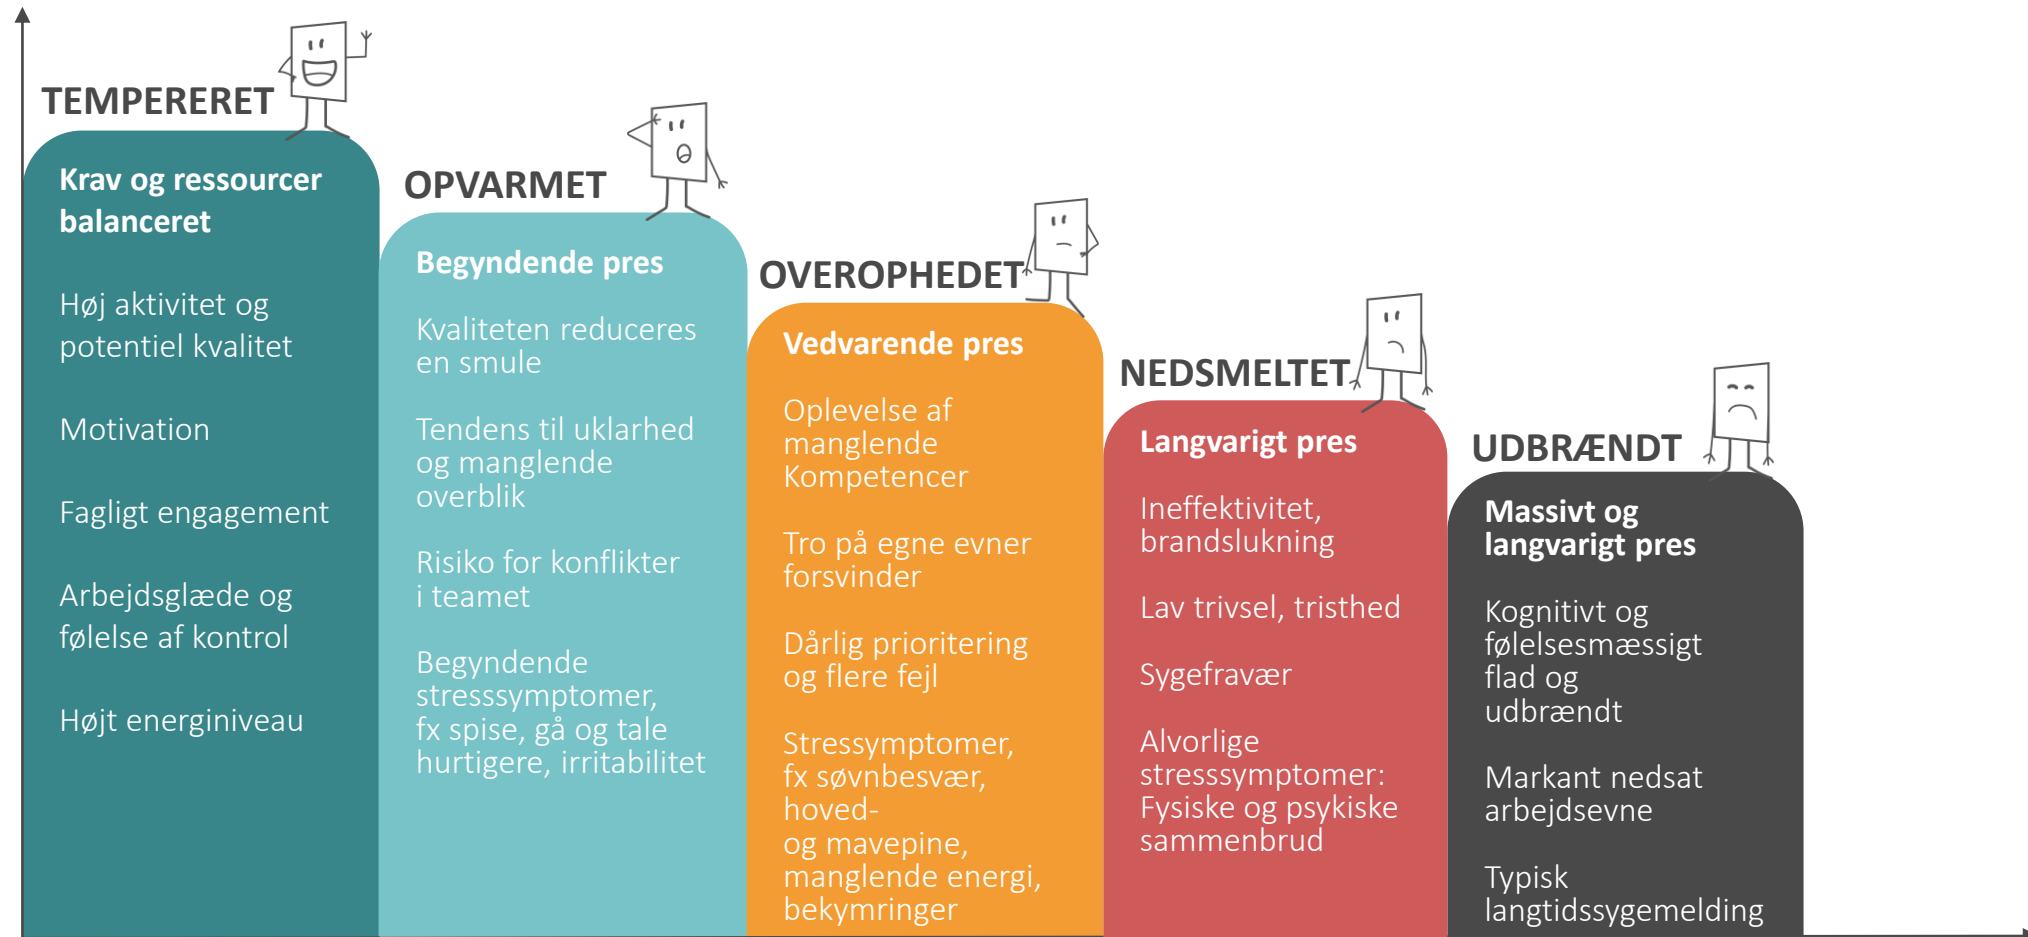 TEMPERERET
Krav og ressourcer
balanceret
Høj aktivitet og
potentiel kvalitet
Motivation
Fagligt engagement
Arbejdsglæde og
følelse af kontrol
Højt energiniveau
OPVARMET
Begyndende pres
Kvaliteten reduceres
en smule
Tendens til uklarhed
og manglende
overblik
Risiko for konflikter
i teamet
Begyndende
stresssymptomer,
fx spise, gå og tale
hurtigere, irritabilitet
OVEROPHEDET
Vedvarende pres
Oplevelse af
manglende
Kompetencer
Tro på egne evner
forsvinder
Dårlig prioritering
og flere fejl
Stressymptomer,
fx søvnbesvær,
hoved-
og mavepine,
manglende energi,
bekymringer
NEDSMELTET
Langvarigt pres
Ineffektivitet,
brandslukning
Lav trivsel, tristhed
Sygefravær
Alvorlige
stresssymptomer:
Fysiske og psykiske
sammenbrud
UDBRÆNDT
Massivt og
langvarigt pres
Kognitivt og
følelsesmæssigt
flad og
udbrændt
Markant nedsat
arbejdsevne
Typisk
langtidssygemelding